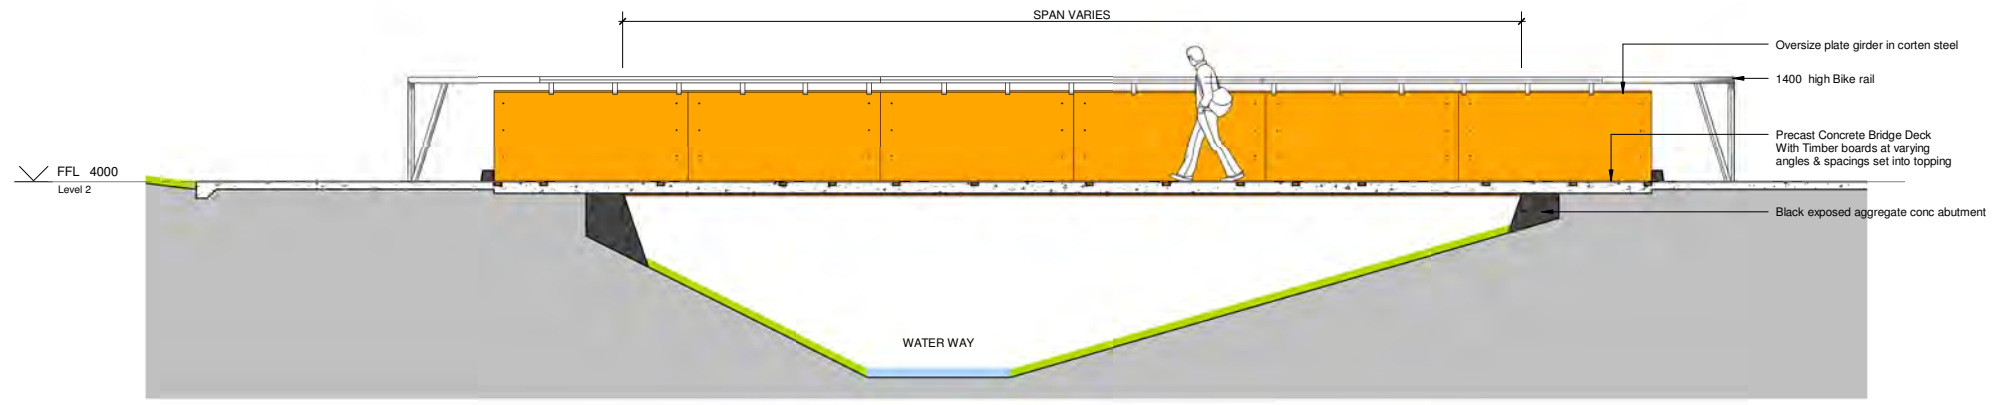 SPAN VARIES
Oversize plate girder in corten steel
1400 high Bike rail
Precast Concrete Bridge Deck
With Timber boards at varying
angles & spacings set into topping
FFL 4000
Level 2
Black exposed aggregate conc abutment
WATER WAY